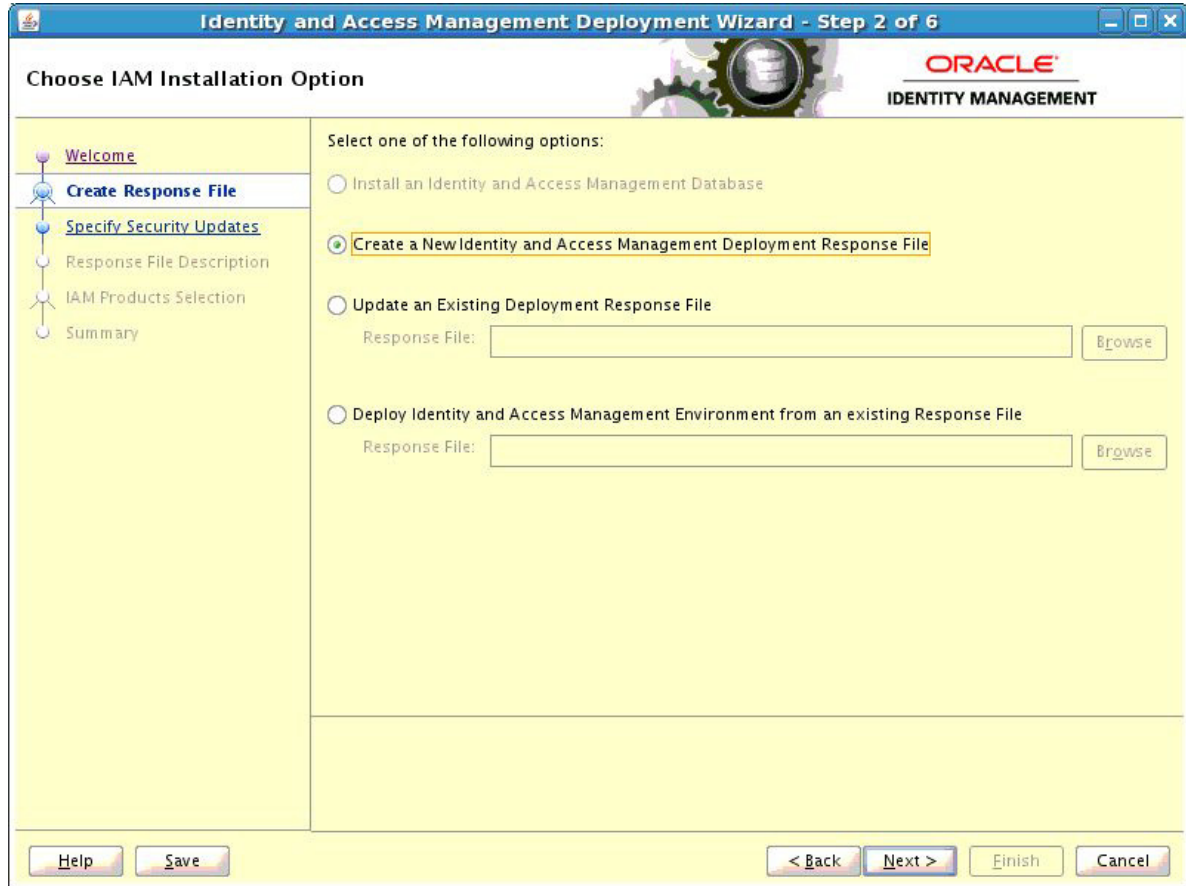 Identity and Access Management Deployment Wizard - Step 2 of 6
Choose IAM Installation Option
ORACLE
IDENTITY MANAGEMENT
Welcome
Create Response File
Specify Security Updates
Response File Description
IAM Products Selection
Summary
Select one of the following options:
Install an Identity and Access Management Database
Create a New Identity and Access Management Deployment Response File
Update an Existing Deployment Response File
Response File:
Browse
Deploy Identity and Access Management Environment from an existing Response File
Response File:
Browse
Help
Save
< Back
Next >
Finish
Cancel